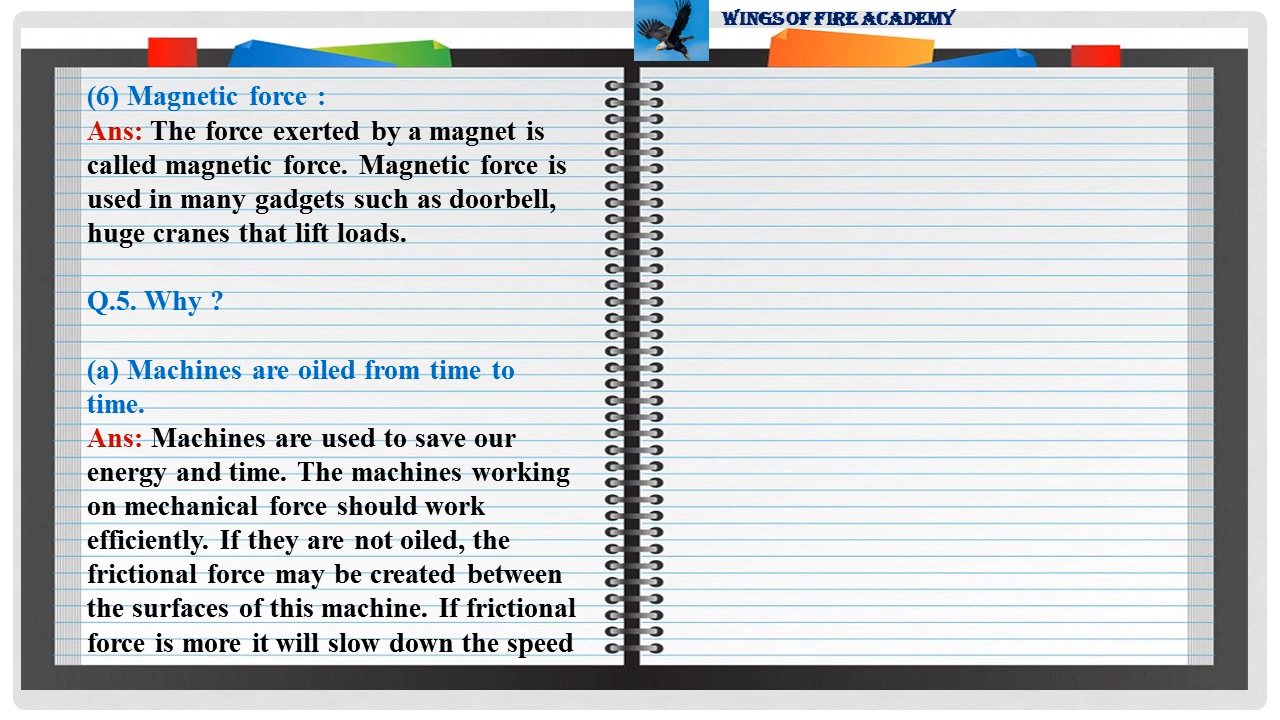 WINGS OF FIRE ACADEMY
(6) Magnetic force :
Ans: The force exerted by a magnet is
called magnetic force. Magnetic force is
used in many gadgets such as doorbell,
huge cranes that lift loads.
Q.5. Why ?
(a) Machines are oiled from time to
time.
Ans: Machines are used to save our
energy and time. The machines working
on mechanical force should work
efficiently. If they are not oiled, the
frictional force may be created between
the surfaces of this machine. If frictional
force is more it will slow down the speed